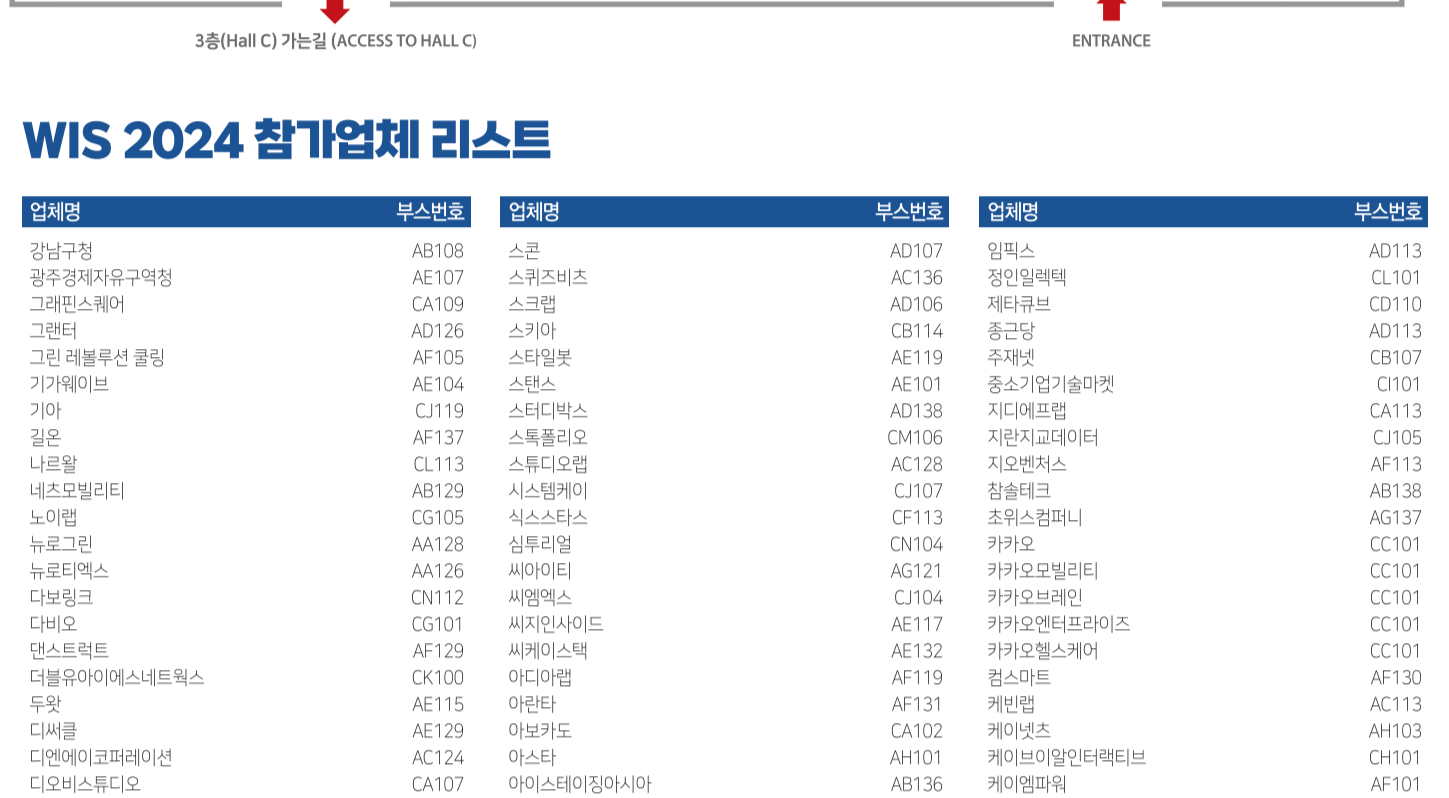 3층(Hall C) 가는길 (ACCESS TO HALL C)
ENTRANCE
WIS 2024 참가업체 리스트
업체명 부스번호
강남구청 AB108
광주경제자유구역청 AE107
그래핀스퀘어 CA109
그랜터 AD126
그린 레볼루션 쿨링 AF105
기가웨이브 AE104
기아 CJ119
길온 AF137
나르왈 CL113
네츠모빌리티 AB129
노이랩 CG105
뉴로그린 AA128
뉴로티엑스 AA126
다보링크 CN112
다비오 CG101
댄스트럭트 AF129
더블유아이에스네트웍스 CK100
두왓 AE115
디써클 AE129
디엔에이코퍼레이션 AC124
디오비스튜디오 CA107
업체명 부스번호
스콘 AD107
스퀴즈비츠 AC136
스크랩 AD106
스키아 CB114
스타일봇 AE119
스탠스 AE101
스터디박스 AD138
스톡폴리오 CM106
스튜디오랩 AC128
시스템케이 CJ107
식스스타스 CF113
심투리얼 CN104
씨아이티 AG121
씨엠엑스 CJ104
씨지인사이드 AE117
씨케이스택 AE132
아디아랩 AF119
아란타 AF131
아보카도 CA102
아스타 AH101
아이스테이징아시아 AB136
업체명 부스번호
임픽스 AD113
정인일렉텍 CL101
제타큐브 CD110
종근당 AD113
주재넷 CB107
중소기업기술마켓 CI101
지디에프랩 CA113
지란지교데이터 CJ105
지오벤처스 AF113
참솔테크 AB138
초위스컴퍼니 AG137
카카오 CC101
카카오모빌리티 CC101
카카오브레인 CC101
카카오엔터프라이즈 CC101
카카오헬스케어 CC101
컴스마트 AF130
케빈랩 AC113
케이넷츠 AH103
케이브이알인터랙티브 CH101
케이엠파워 AF101